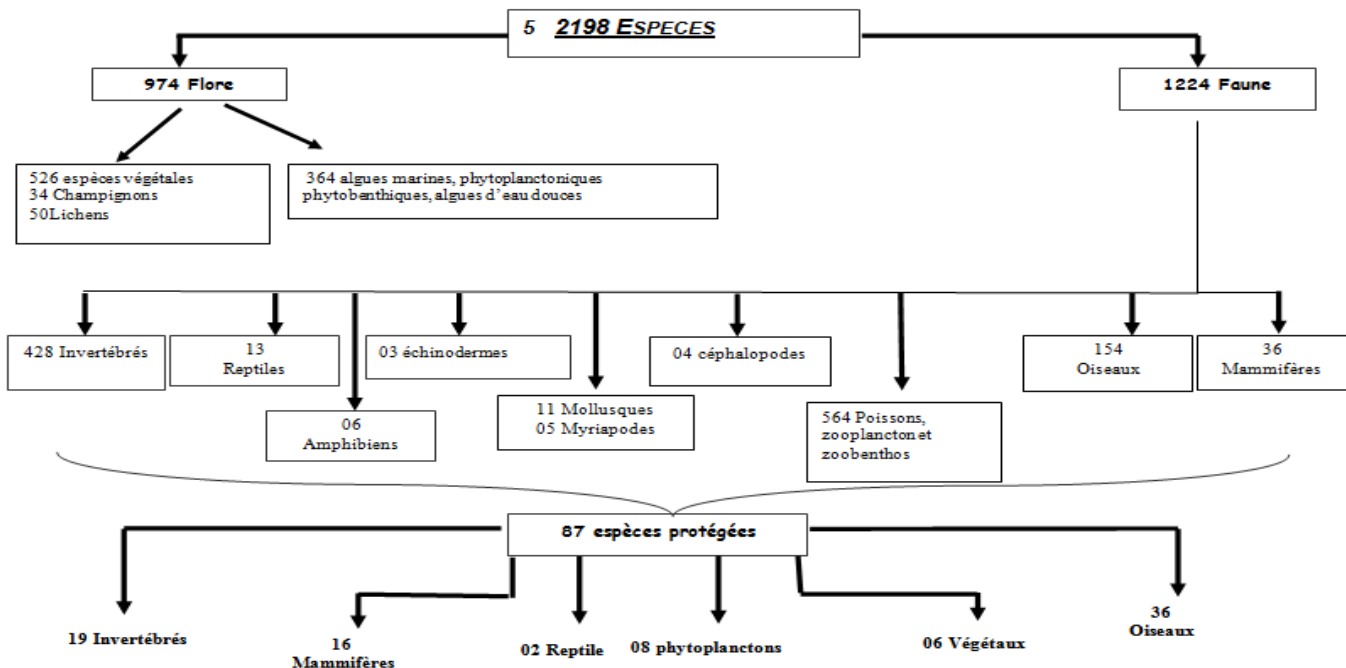 5 2198 ESPECES
974 Flore
1224 Faune
526 espèces végétales
34 Champignons
50Lichens
364 algues marines, phytoplanctoniques
phytobenthiques, algues d'eau douces
428 Invertébrés
13
Reptiles
03 échinodermes
04 céphalopodes
154
Oiseaux
36
Mammifères
06
Amphibiens
11 Mollusques
05 Myriapodes
564 Poissons,
zooplancton et
zoobenthos
87 espèces protégées
19 Invertébrés
16
Mammifères
02 Reptile
08 phytoplanctons
06 Végétaux
36
Oiseaux